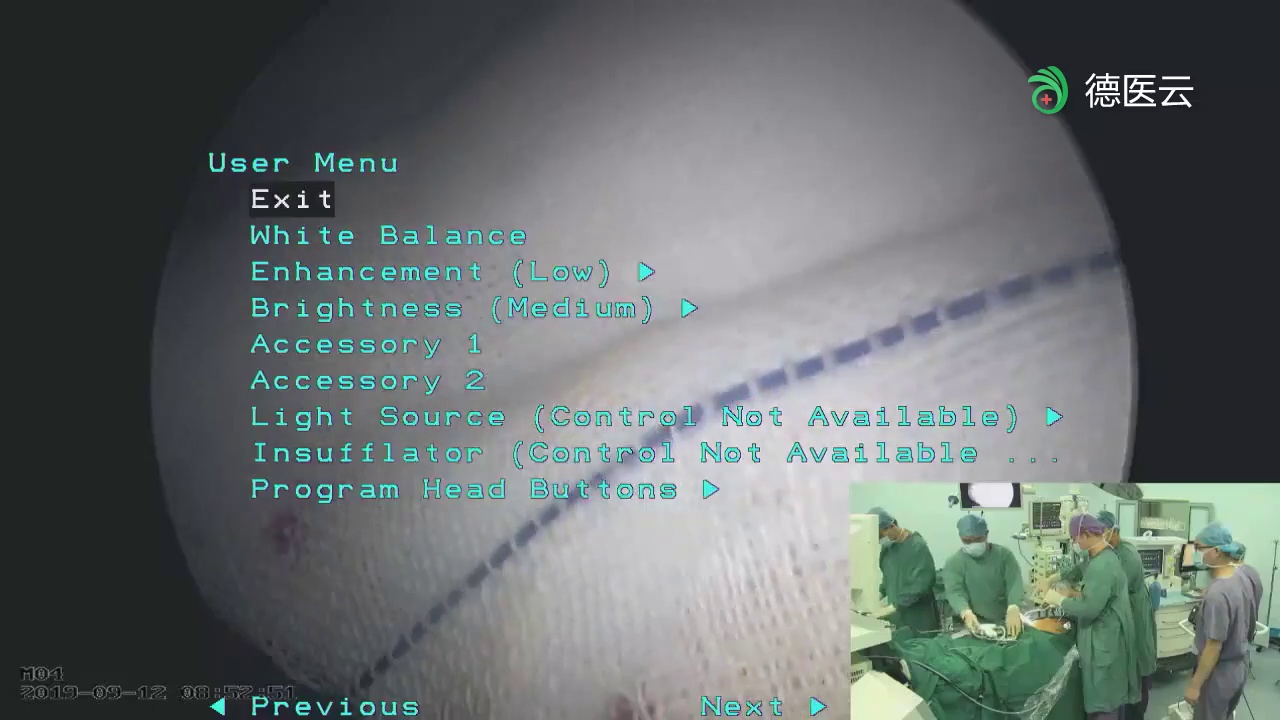 德医云
User Menu
Exit
White Balance
Enhancement (Low) ▶
Brightness (Medium) ▶
Accessory 1
Accessory 2
Light Source (Control Not Available) ▶
Insufflator (Control Not Available ...
Program Head Buttons ▶
M04
2019-09-12 08:52:51
◀ Previous
Next ▶